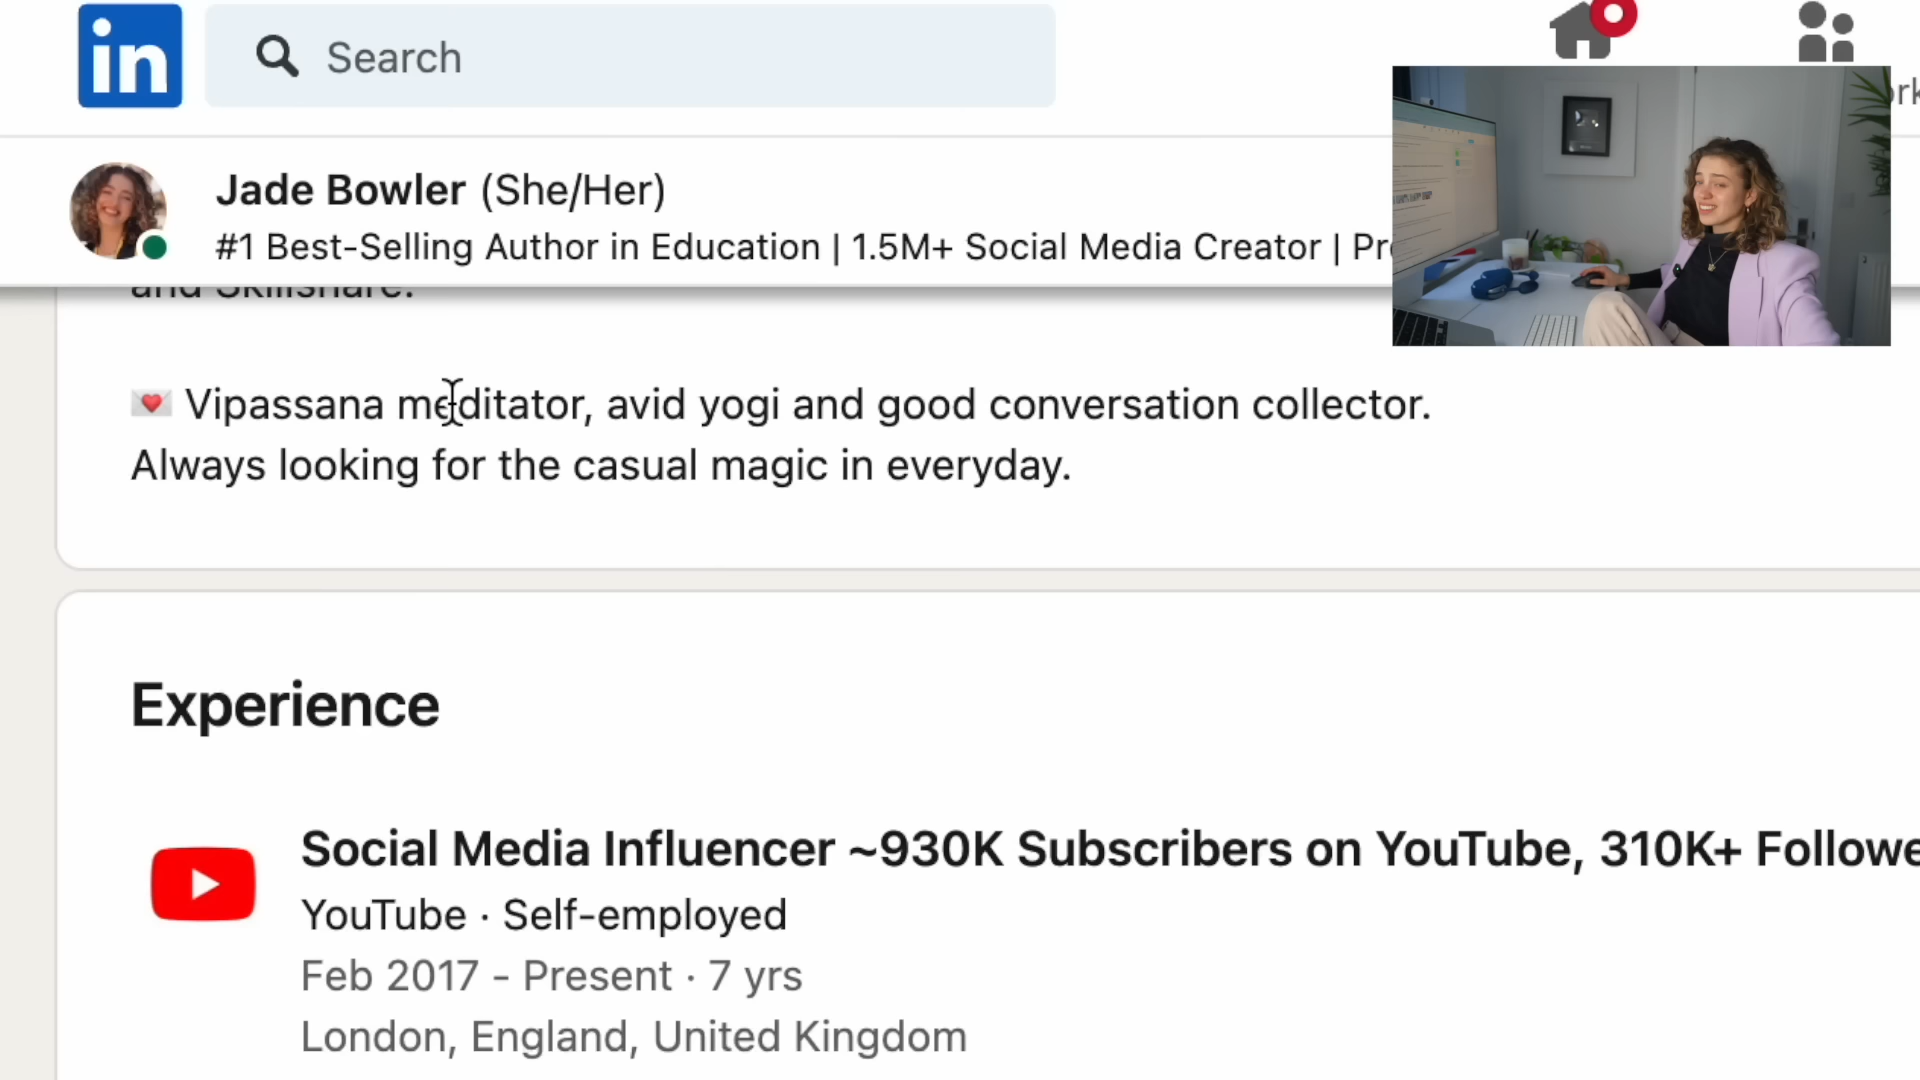 in
Search
Jade Bowler (She/Her)
#1 Best-Selling Author in Education | 1.5M+ Social Media Creator | Pr
and Skillshare.
Vipassana meditator, avid yogi and good conversation collector.
Always looking for the casual magic in everyday.
Experience
Social Media Influencer ~930K Subscribers on YouTube, 310K+ Followe
YouTube · Self-employed
Feb 2017 - Present · 7 yrs
London, England, United Kingdom